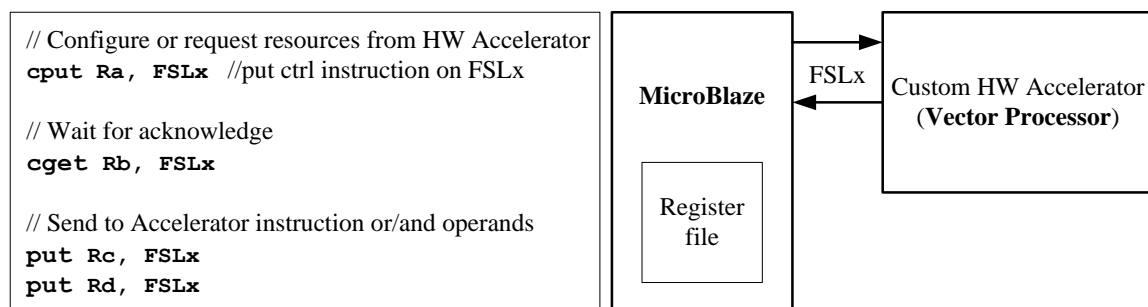 // Configure or request resources from HW Accelerator
cput Ra, FSLx //put ctrl instruction on FSLx
// Wait for acknowledge
cget Rb, FSLx
// Send to Accelerator instruction or/and operands
put Rc, FSLx
put Rd, FSLx
MicroBlaze
Register
file
FSLx
Custom HW Accelerator
(Vector Processor)